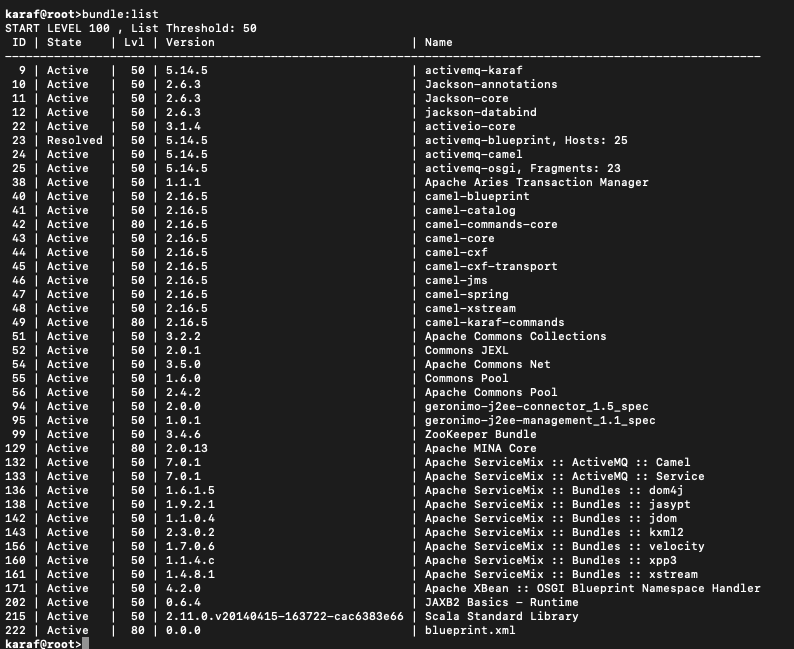 karaf@root>bundle:list
START LEVEL 100 , List Threshold: 50
ID | State | Lvl | Version | Name
9 | Active | 50 | 5.14.5 | activemq-karaf
10 | Active | 50 | 2.6.3 | Jackson-annotations
11 | Active | 50 | 2.6.3 | Jackson-core
12 | Active | 50 | 2.6.3 | jackson-databind
22 | Active | 50 | 3.1.4 | activeio-core
23 | Resolved | 50 | 5.14.5 | activemq-blueprint, Hosts: 25
24 | Active | 50 | 5.14.5 | activemq-camel
25 | Active | 50 | 5.14.5 | activemq-osgi, Fragments: 23
38 | Active | 50 | 1.1.1 | Apache Aries Transaction Manager
40 | Active | 50 | 2.16.5 | camel-blueprint
41 | Active | 50 | 2.16.5 | camel-catalog
42 | Active | 80 | 2.16.5 | camel-commands-core
43 | Active | 50 | 2.16.5 | camel-core
44 | Active | 50 | 2.16.5 | camel-cxf
45 | Active | 50 | 2.16.5 | camel-cxf-transport
46 | Active | 50 | 2.16.5 | camel-jms
47 | Active | 50 | 2.16.5 | camel-spring
48 | Active | 50 | 2.16.5 | camel-xstream
49 | Active | 80 | 2.16.5 | camel-karaf-commands
51 | Active | 50 | 3.2.2 | Apache Commons Collections
52 | Active | 50 | 2.0.1 | Commons JEXL
54 | Active | 50 | 3.5.0 | Apache Commons Net
55 | Active | 50 | 1.6.0 | Commons Pool
56 | Active | 50 | 2.4.2 | Apache Commons Pool
94 | Active | 50 | 2.0.0 | geronimo-j2ee-connector_1.5_spec
95 | Active | 50 | 1.0.1 | geronimo-j2ee-management_1.1_spec
99 | Active | 50 | 3.4.6 | ZooKeeper Bundle
129 | Active | 80 | 2.0.13 | Apache MINA Core
132 | Active | 50 | 7.0.1 | Apache ServiceMix :: ActiveMQ :: Camel
133 | Active | 50 | 7.0.1 | Apache ServiceMix :: ActiveMQ :: Service
136 | Active | 50 | 1.6.1.5 | Apache ServiceMix :: Bundles :: dom4j
138 | Active | 50 | 1.9.2.1 | Apache ServiceMix :: Bundles :: jasypt
142 | Active | 50 | 1.1.0.4 | Apache ServiceMix :: Bundles :: jdom
143 | Active | 50 | 2.3.0.2 | Apache ServiceMix :: Bundles :: kxml2
156 | Active | 50 | 1.7.0.6 | Apache ServiceMix :: Bundles :: velocity
160 | Active | 50 | 1.1.4.c | Apache ServiceMix :: Bundles :: xpp3
161 | Active | 50 | 1.4.8.1 | Apache ServiceMix :: Bundles :: xstream
171 | Active | 50 | 4.2.0 | Apache XBean :: OSGI Blueprint Namespace Handler
202 | Active | 50 | 0.6.4 | JAXB2 Basics - Runtime
215 | Active | 50 | 2.11.0.v20140415-163722-cac6383e66 | Scala Standard Library
222 | Active | 80 | 0.0.0 | blueprint.xml
karaf@root>